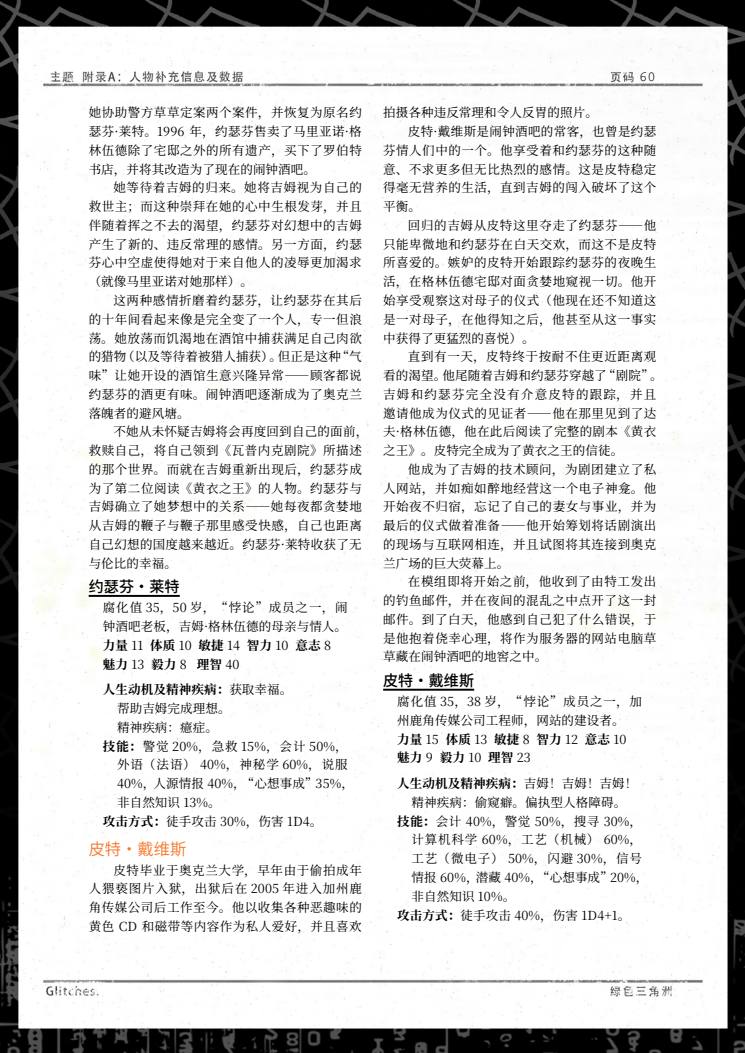 主题 附录A：人物补充信息及数据
页码 60
她协助警方草草定案两个案件，并恢复为原名约
瑟芬·莱特。1996 年，约瑟芬售卖了马里亚诺·格
林伍德除了宅邸之外的所有遗产，买下了罗伯特
书店，并将其改造为了现在的闹钟酒吧。
她等待着吉姆的归来。她将吉姆视为自己的
救世主；而这种崇拜在她的心中生根发芽，并且
伴随着挥之不去的渴望，约瑟芬对幻想中的吉姆
产生了新的、违反常理的感情。另一方面，约瑟
芬心中空虚使得她对于来自他人的凌辱更加渴求
（就像马里亚诺对她那样）。
这两种感情折磨着约瑟芬，让约瑟芬在其后
的十年间看起来像是完全变了一个人，专一但浪
荡。她放荡而饥渴地在酒馆中捕获满足自己肉欲
的猎物（以及等待着被猎人捕获）。但正是这种“气
味”让她开设的酒馆生意兴隆异常——顾客都说
约瑟芬的酒更有味。闹钟酒吧逐渐成为了奥克兰
落魄者的避风塘。
不她从未怀疑吉姆将会再度回到自己的面前，
救赎自己，将自己领到《瓦普内克剧院》所描述
的那个世界。而就在吉姆重新出现后，约瑟芬成
为了第二位阅读《黄衣之王》的人物。约瑟芬与
吉姆确立了她梦想中的关系——她每夜都贪婪地
从吉姆的鞭子与鞭子那里感受快感，自己也距离
自己幻想的国度越来越近。约瑟芬·莱特收获了无
与伦比的幸福。
约瑟芬·莱特
腐化值 35，50 岁，“悖论”成员之一，闹
钟酒吧老板，吉姆·格林伍德的母亲与情人。
力量 11 体质 10 敏捷 14 智力 10 意志 8
魅力 13 毅力 8 理智 40
人生动机及精神疾病：获取幸福。
帮助吉姆完成理想。
精神疾病：癔症。
技能：警觉 20%，急救 15%，会计 50%，
外语（法语） 40%，神秘学 60%，说服
40%，人源情报 40%，“心想事成” 35%，
非自然知识 13%。
攻击方式：徒手攻击 30%，伤害 1D4。
皮特·戴维斯
皮特毕业于奥克兰大学，早年由于偷拍成年
人猥亵图片入狱，出狱后在 2005 年进入加州鹿
角传媒公司后工作至今。他以收集各种恶趣味的
黄色 CD 和磁带等内容作为私人爱好，并且喜欢
拍摄各种违反常理和令人反胃的照片。
皮特·戴维斯是闹钟酒吧的常客，也曾是约瑟
芬情人们中的一个。他享受着和约瑟芬的这种随
意、不求更多但无比热烈的感情。这是皮特稳定
得毫无营养的生活，直到吉姆的闯入破坏了这个
平衡。
回归的吉姆从皮特这里夺走了约瑟芬——他
只能卑微地和约瑟芬在白天交欢，而这不是皮特
所喜爱的。嫉妒的皮特开始跟踪约瑟芬的夜晚生
活，在格林伍德宅邸对面贪婪地窥视一切。他开
始享受观察这对母子的仪式（他现在还不知道这
是一对母子，在他得知之后，他甚至从这一事实
中获得了更猛烈的喜悦）。
直到有一天，皮特终于按耐不住更近距离观
看的渴望。他尾随着吉姆和约瑟芬穿越了“剧院”。
吉姆和约瑟芬完全没有介意皮特的跟踪，并且
邀请他成为仪式的见证者——他在那里见到了达
夫·格林伍德，他在此后阅读了完整的剧本《黄衣
之王》。皮特完全成为了黄衣之王的信徒。
他成为了吉姆的技术顾问，为剧团建立了私
人网站，并如痴如醉地经营这一个电子神龛。他
开始夜不归宿，忘记了自己的妻女与事业，并为
最后的仪式做着准备——他开始筹划将话剧演出
的现场与互联网相连，并且试图将其连接到奥克
兰广场的巨大荧幕上。
在模组即将开始之前，他收到了由特工发出
的钓鱼邮件，并在夜间的混乱之中点开了这一封
邮件。到了白天，他感到自己犯了什么错误，于
是他抱着侥幸心理，将作为服务器的网站电脑草
草藏在闹钟酒吧的地窖之中。
皮特·戴维斯
腐化值 35，38 岁，“悖论”成员之一，加
州鹿角传媒公司工程师，网站的建设者。
力量 15 体质 13 敏捷 8 智力 12 意志 10
魅力 9 毅力 10 理智 23
人生动机及精神疾病：吉姆！吉姆！吉姆！
精神疾病：偷窥癖。偏执型人格障碍。
技能：会计 40%，警觉 50%，搜寻 30%，
计算机科学 60%，工艺（机械） 60%，
工艺（微电子） 50%，闪避 30%，信号
情报 60%，潜藏 40%，“心想事成” 20%，
非自然知识 10%。
攻击方式：徒手攻击 40%，伤害 1D4+1。
Glitches.
绿色三角洲